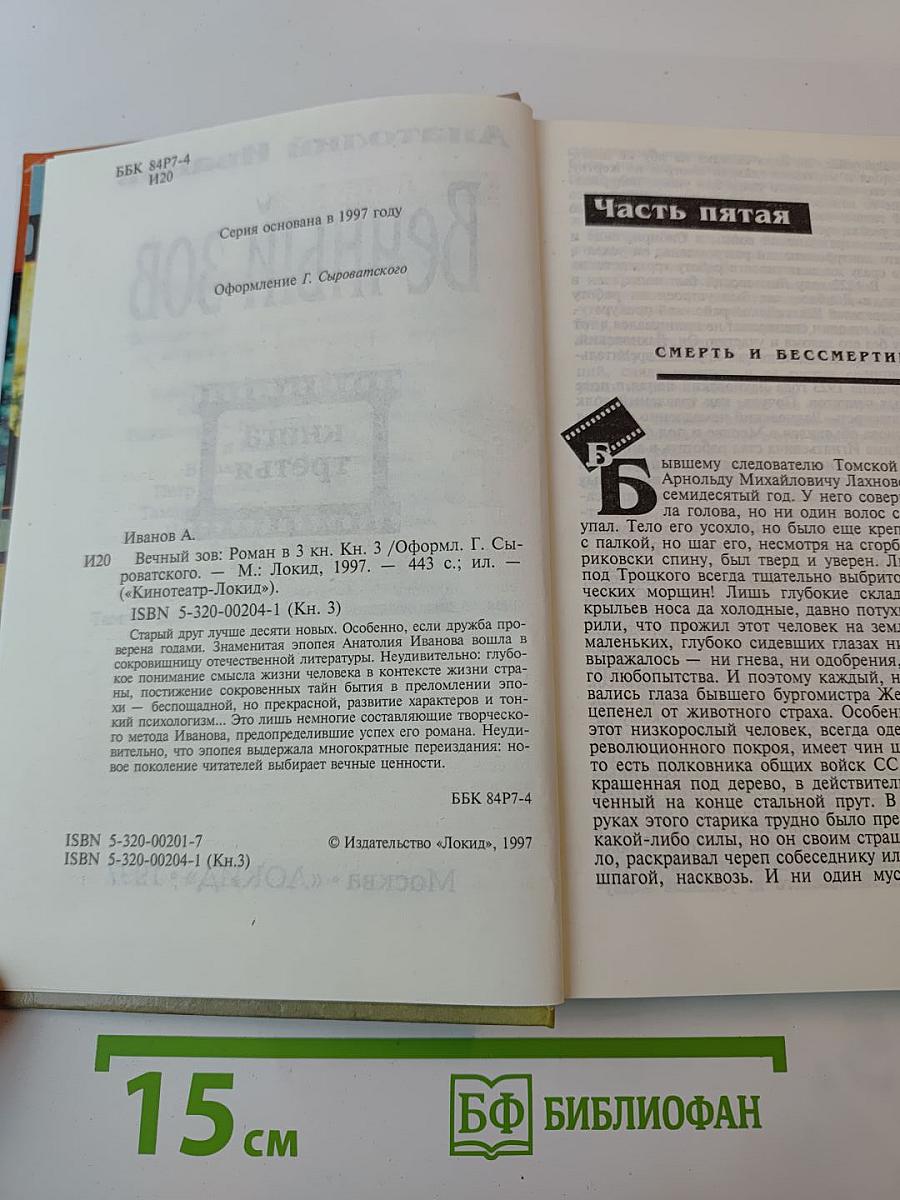 ББК 84Р7-4
И20
Серия основана в 1997 году
Оформление Г. Сыроватского
Иванов А.
И20 Вечный зов: Роман в 3 кн. Кн. 3 /Оформл. Г. Сы-
роватского. — М.: Локид, 1997. — 443 с.; ил. —
(«Кинотеатр-Локид»).
ISBN 5-320-00204-1 (Кн. 3)
Старый друг лучше десяти новых. Особенно, если дружба про-
верена годами. Знаменитая эпопея Анатолия Иванова вошла в
сокровищницу отечественной литературы. Неудивительно: глубо-
кое понимание смысла жизни человека в контексте жизни стра-
ны, постижение сокровенных тайн бытия в преломлении эпо-
хи — беспощадной, но прекрасной, развитие характеров и тон-
кий психологизм... Это лишь немногие составляющие творческо-
го метода Иванова, предопределившие успех его романа. Неуди-
вительно, что эпопея выдержала многократные переиздания: но-
вое поколение читателей выбирает вечные ценности.
ББК 84Р7-4
ISBN 5-320-00201-7
ISBN 5-320-00204-1 (Кн.3)
© Издательство «Локид», 1997
Часть пятая
СМЕРТЬ И БЕССМЕРТИ
Б
Бывшему следователю Томской
Арнольду Михайловичу Лахнов
семидесятый год. У него совер
ла голова, но ни один волос с
упал. Тело его усохло, но было еще креп
с палкой, но шаг его, несмотря на сгорб
риковски спину, был тверд и уверен. Ли
под Троцкого всегда тщательно выбрито
ческих морщин! Лишь глубокие склад
крыльев носа да холодные, давно потух
рили, что прожил этот человек на земл
маленьких, глубоко сидевших глазах ни
выражалось — ни гнева, ни одобрения,
го любопытства. И поэтому каждый, н
вались глаза бывшего бургомистра Же
цепенел от животного страха. Особен
этот низкорослый человек, всегда оде
революционного покроя, имеет чин ш
то есть полковника общих войск СС
крашенная под дерево, в действител
ченный на конце стальной прут. В
руках этого старика трудно было пре
какой-либо силы, но он своим страш
ло, раскраивал череп собеседнику ил
шпагой, насквозь. И ни один мус
15 см
БФ БИБЛИОФАН